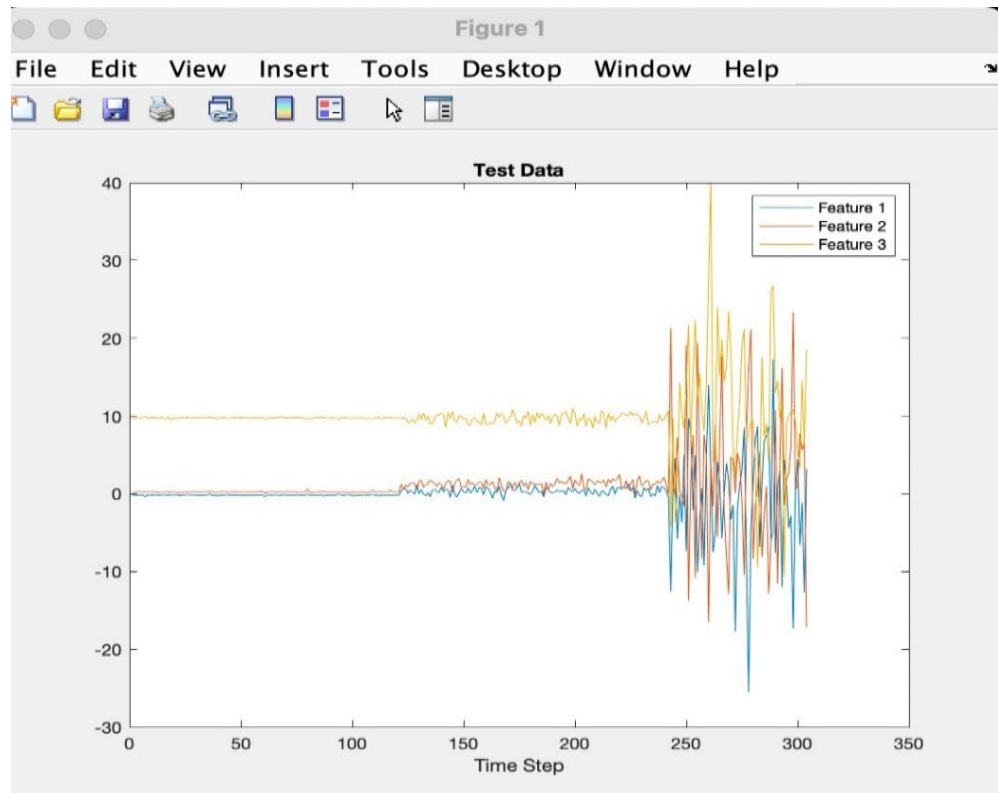 Figure 1
File Edit View Insert Tools Desktop Window Help
Test Data
Feature 1
Feature 2
Feature 3
40
30
20
10
0
-10
-20
-30
0 50 100 150 200 250 300 350
Time Step